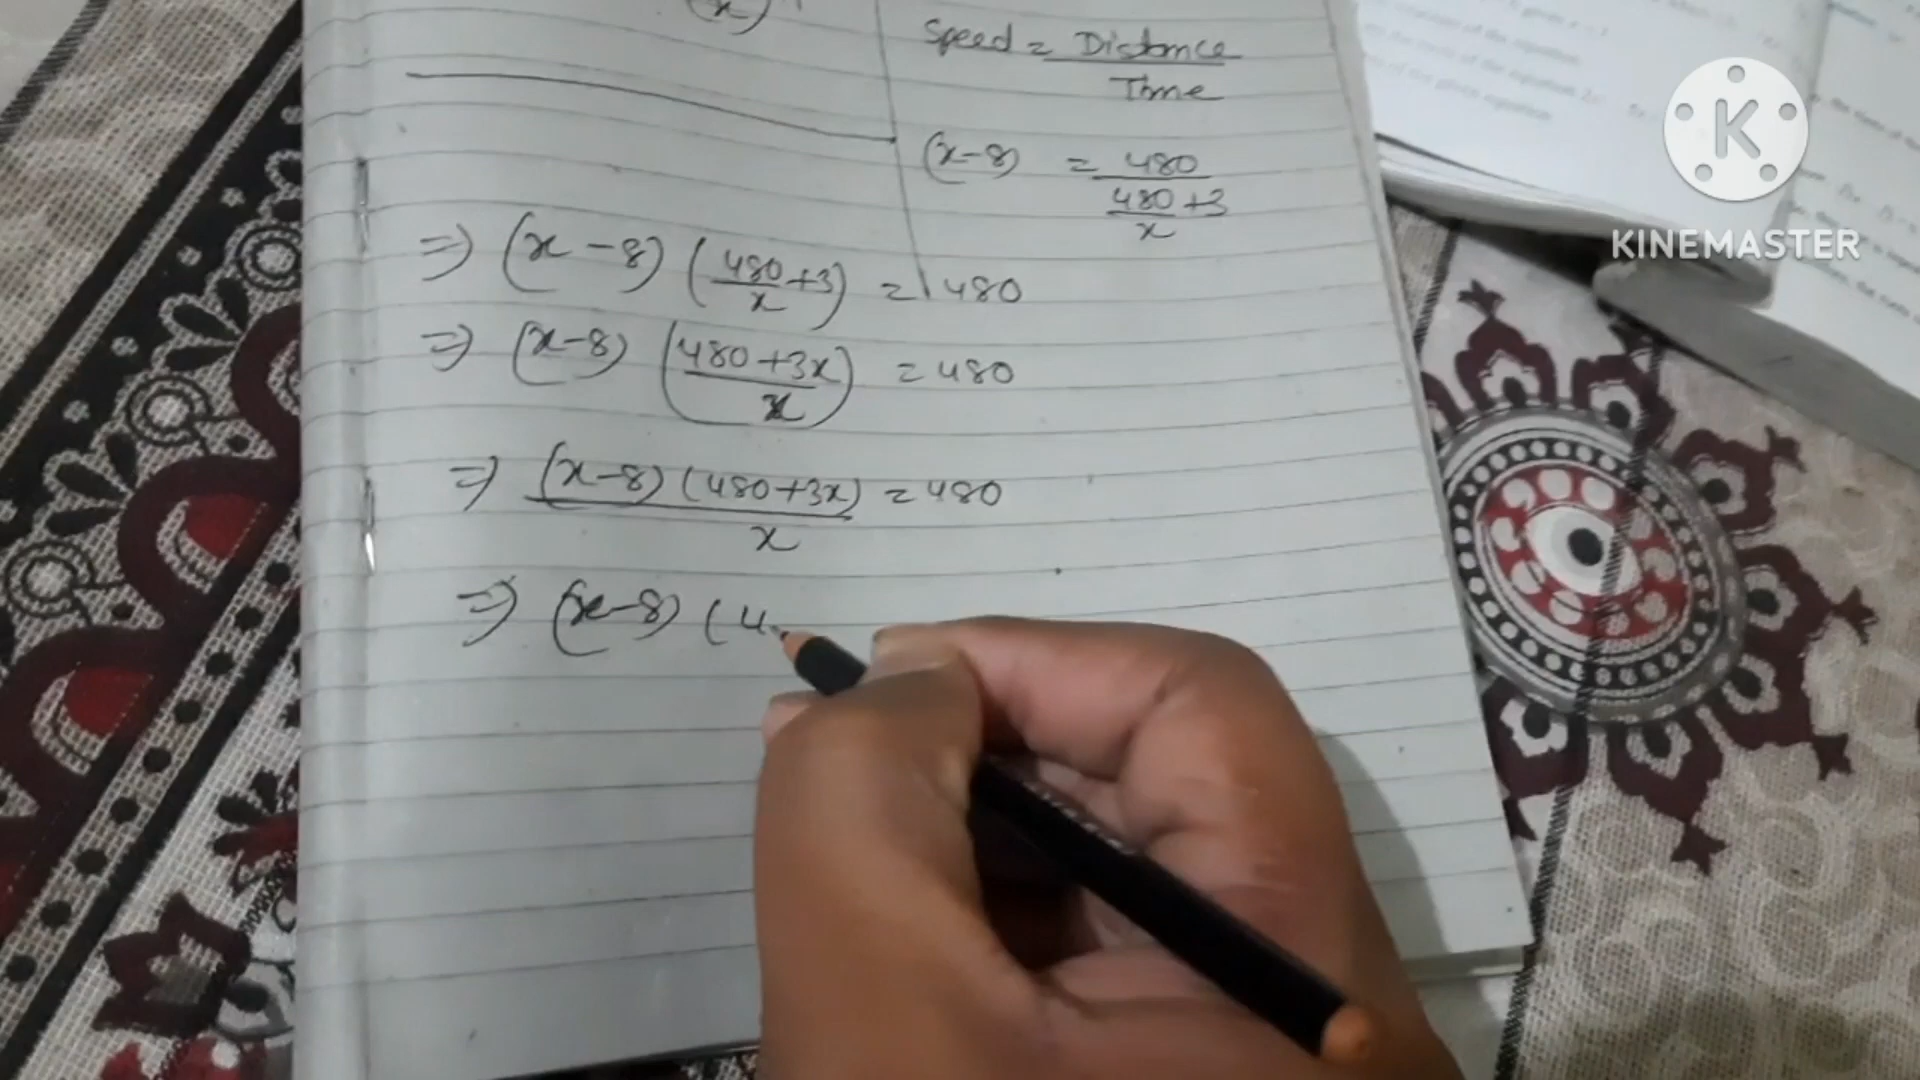 (x)
Speed = Distance
Time
(x-8) = 480
480 +3
x
=> (x - 8) (480 +3) = 480
x
=> (x-8) (480+3x) = 480
x
=> (x-8) (480+3x) = 480
x
=> (x-8) (4
K
KINEMASTER